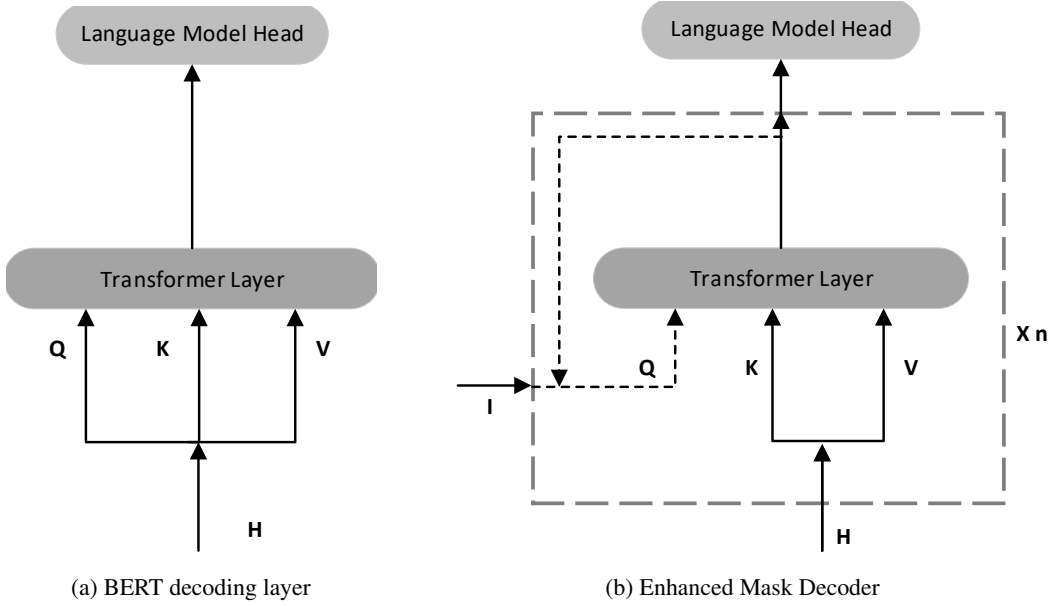 Language Model Head
Transformer Layer
Q
K
V
H
(a) BERT decoding layer
Language Model Head
Transformer Layer
Q
K
V
X n
I
H
(b) Enhanced Mask Decoder